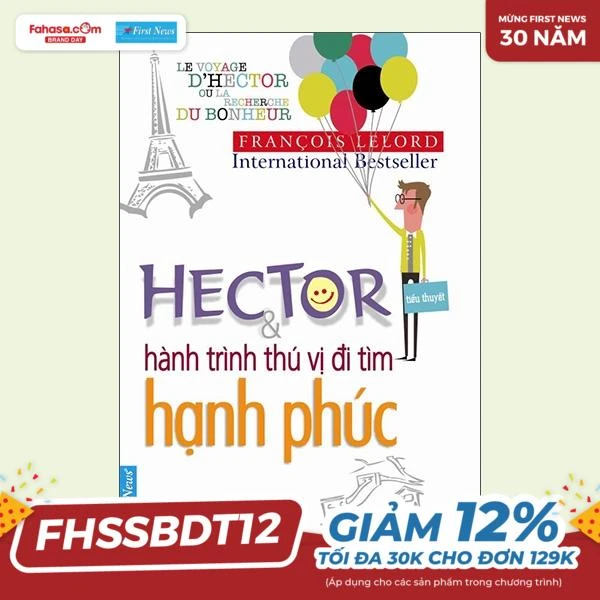 Fahasa.com
BRAND DAY
First News
MỪNG FIRST NEWS
30 NĂM
LE VOYAGE
D'HECTOR
OU LA
RECHERCHE
DU BONHEUR
FRANÇOIS LELORD
International Bestseller
tiểu thuyết
HECTOR
&
hành trình thú vị đi tìm
hạnh phúc
News
FHSSBDT12
GIẢM 12%
TỐI ĐA 30K CHO ĐƠN 129K
(Áp dụng cho các sản phẩm trong chương trình)